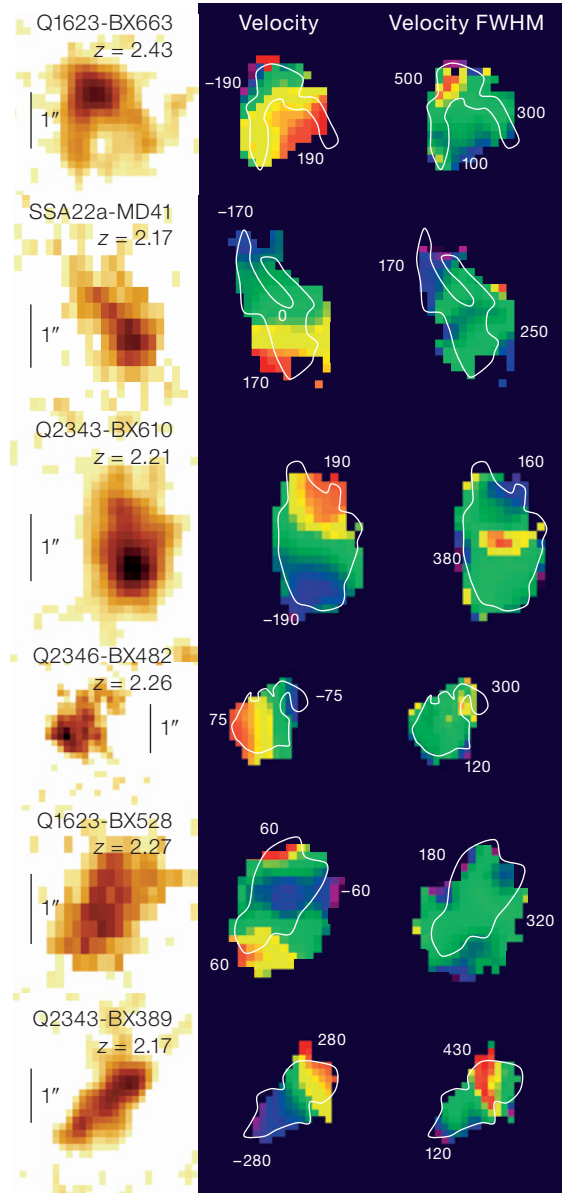 Velocity
Velocity FWHM
Q1623-BX663
z = 2.43
1″
−190
190
500
300
100
SSA22a-MD41
z = 2.17
1″
−170
0
170
170
250
Q2343-BX610
z = 2.21
1″
190
−190
160
380
Q2346-BX482
z = 2.26
1″
75
−75
300
120
Q1623-BX528
z = 2.27
1″
60
−60
60
180
320
Q2343-BX389
z = 2.17
1″
280
−280
430
120